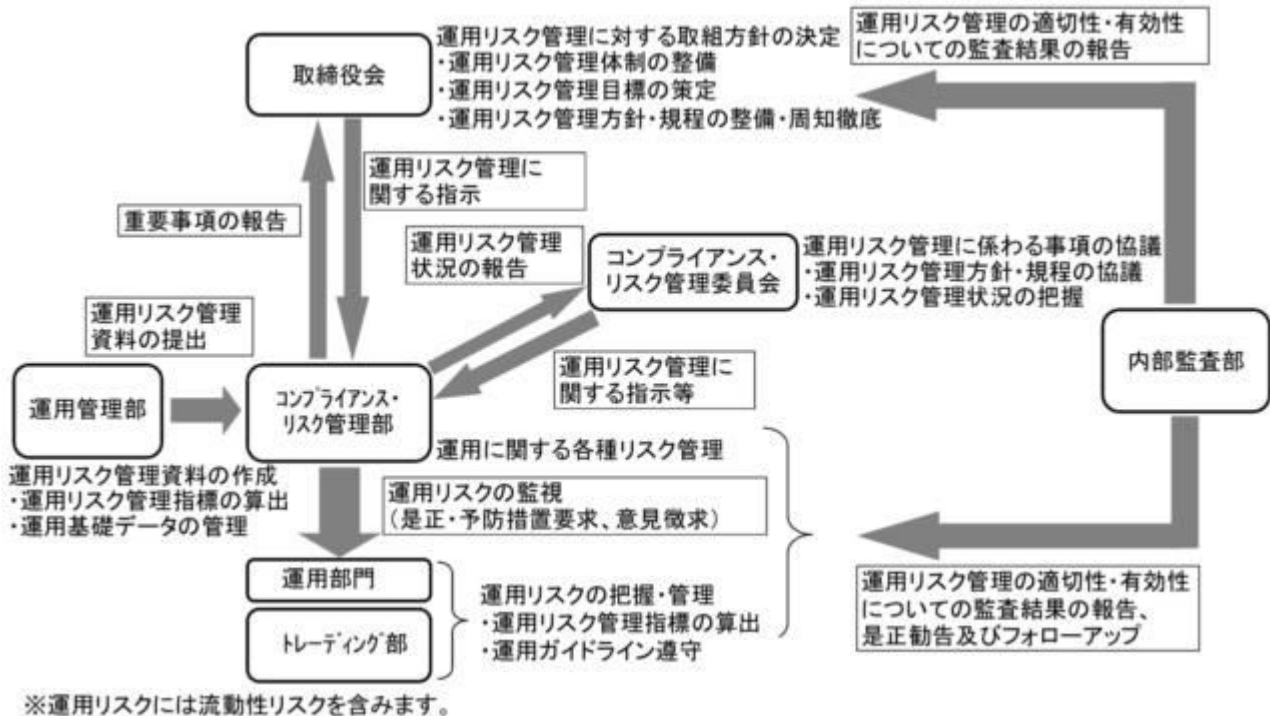 取締役会
運用リスク管理に対する取組方針の決定
・運用リスク管理体制の整備
・運用リスク管理目標の策定
・運用リスク管理方針・規程の整備・周知徹底
運用リスク管理の適切性・有効性
についての監査結果の報告
運用リスク管理に
関する指示
重要事項の報告
運用リスク管理
状況の報告
コンプライアンス・
リスク管理委員会
運用リスク管理に係わる事項の協議
・運用リスク管理方針・規程の協議
・運用リスク管理状況の把握
運用リスク管理
資料の提出
内部監査部
運用リスク管理に
関する指示等
運用管理部
コンプライアンス・
リスク管理部
運用に関する各種リスク管理
運用リスク管理資料の作成
・運用リスク管理指標の算出
・運用基礎データの管理
運用リスクの監視
(是正・予防措置要求、意見徴求)
運用部門
トレーディング部
運用リスクの把握・管理
・運用リスク管理指標の算出
・運用ガイドライン遵守
運用リスク管理の適切性・有効性
についての監査結果の報告、
是正勧告及びフォローアップ
※運用リスクには流動性リスクを含みます。